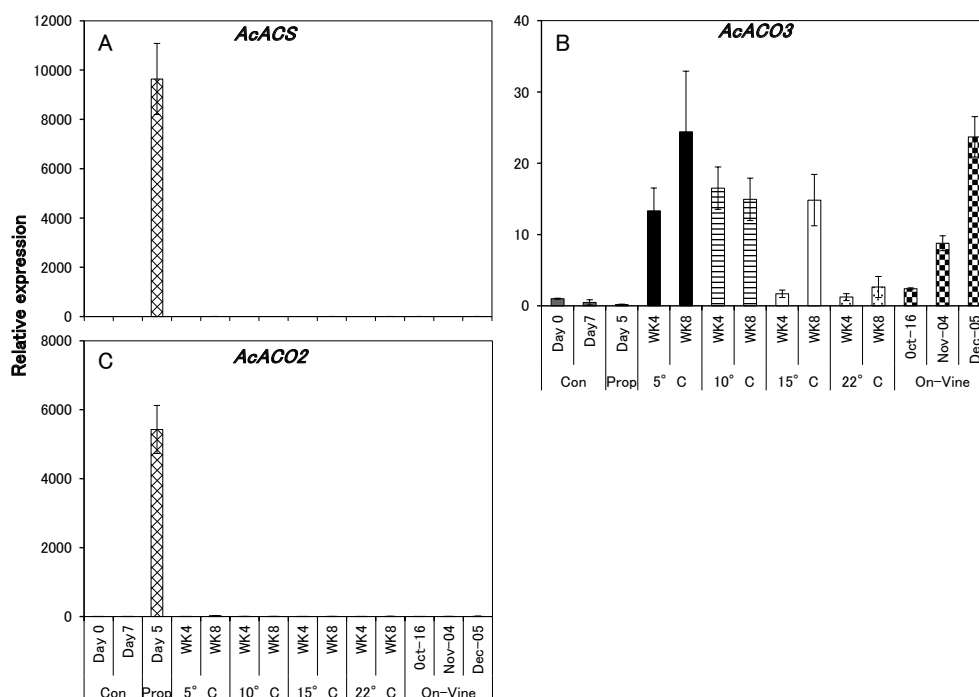 Relative expression
A
AcACS
12000
10000
8000
6000
4000
2000
0
B
AcACO3
40
30
20
10
0
Day 0 Day7 Day 5 WK4 WK8 WK4 WK8 WK4 WK8 WK4 WK8 Oct-16 Nov-04 Dec-05
Con Prop 5° C 10° C 15° C 22° C On-Vine
C
AcACO2
8000
6000
4000
2000
0
Day 0 Day7 Day 5 WK4 WK8 WK4 WK8 WK4 WK8 WK4 WK8 Oct-16 Nov-04 Dec-05
Con Prop 5° C 10° C 15° C 22° C On-Vine